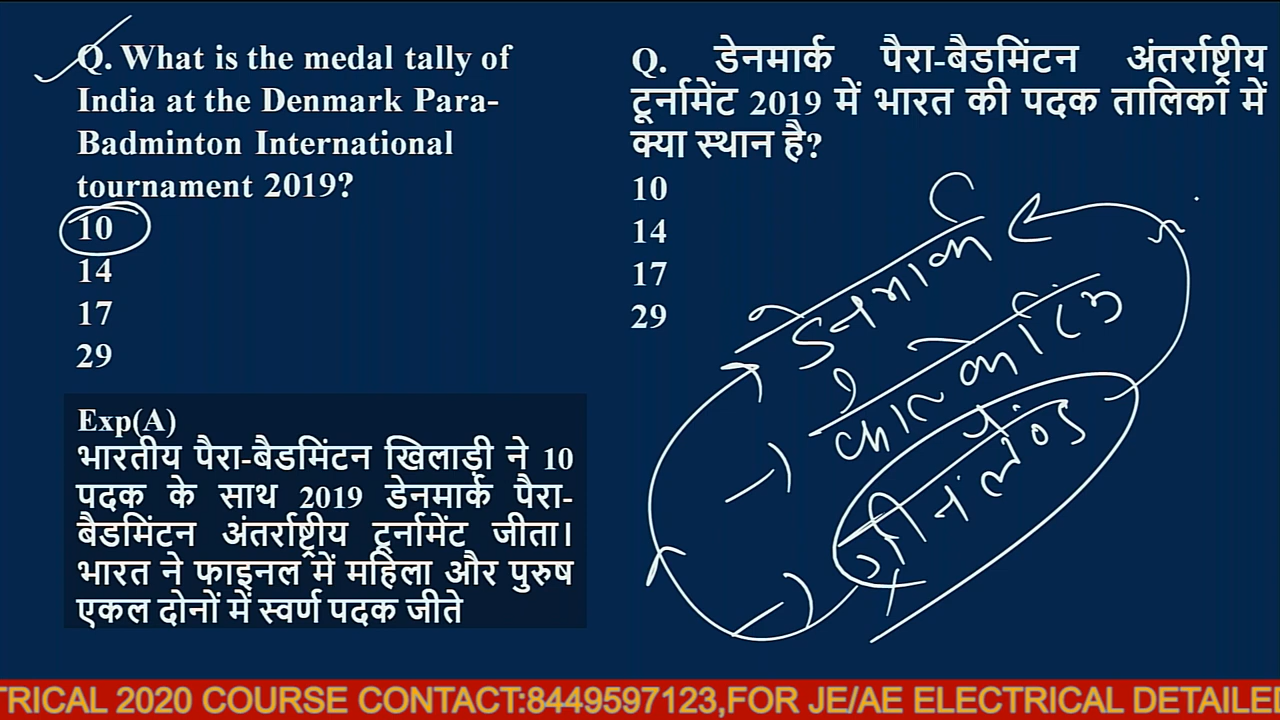 Q. What is the medal tally of
India at the Denmark Para-
Badminton International
tournament 2019?
10
14
17
29
Exp(A)
भारतीय पैरा-बैडमिंटन खिलाड़ी ने 10
पदक के साथ 2019 डेनमार्क पैरा-
बैडमिंटन अंतर्राष्ट्रीय टूर्नामेंट जीता।
भारत ने फाइनल में महिला और पुरुष
एकल दोनों में स्वर्ण पदक जीते
Q. डेनमार्क पैरा-बैडमिंटन अंतर्राष्ट्रीय
टूर्नामेंट 2019 में भारत की पदक तालिका में
क्या स्थान है?
10
14
17
29
डेनमार्क
ग्रीनलैंड
TRICAL 2020 COURSE CONTACT:8449597123,FOR JE/AE ELECTRICAL DETAILE